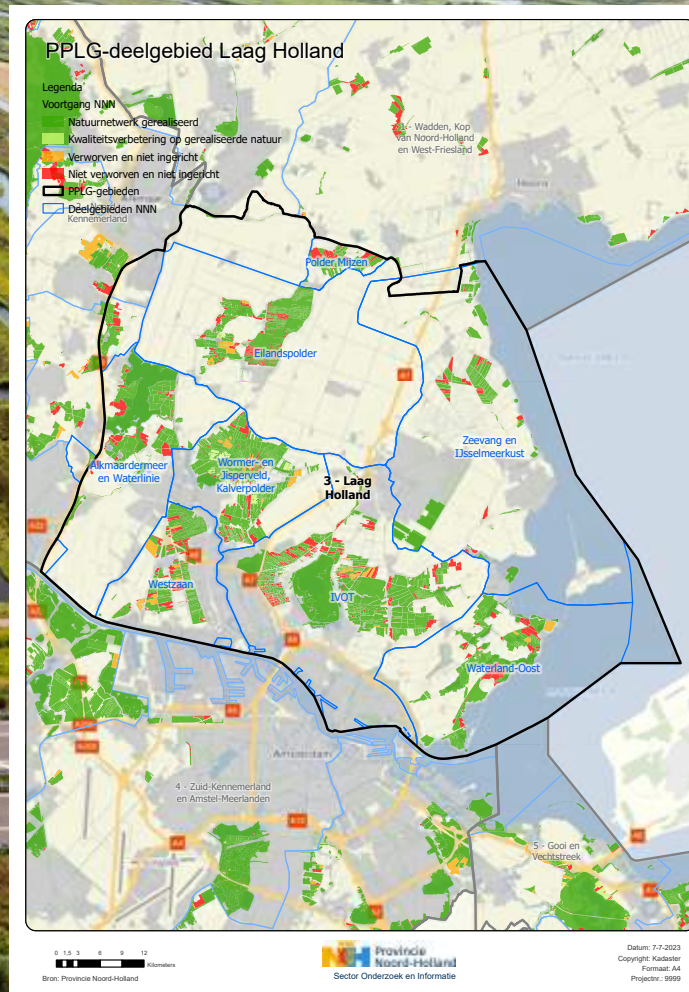 PPLG-deelgebied Laag Holland
Legenda
Voortgang NNN
Natuurnetwerk gerealiseerd
Kwaliteitsverbetering op gerealiseerde natuur
Verworven en niet ingericht
Niet verworven en niet ingericht
PPLG-gebieden
Deelgebieden NNN
Kennemerland
1 - Wadden, Kop
van Noord-Holland
en West-Friesland
Hoorn
Polder Mijzen
Eilandspolder
A7
Zeevang en
IJsselmeerkust
Alkmaardermeer
en Waterlinie
Wormer- en
Jisperveld,
Kalverpolder
3 - Laag
Holland
Westzaan
A7
IVOT
Waterland-Oost
Amsterdam
4 - Zuid-Kennemerland
en Amstel-Meerlanden
A10
A4
5 - Gooi en
Vechtstreek
0 1,5 3 6 9 12
Kilometers
Bron: Provincie Noord-Holland
Provincie
Noord-Holland
Sector Onderzoek en Informatie
Datum: 7-7-2023
Copyright: Kadaster
Formaat: A4
Projectnr.: 9999